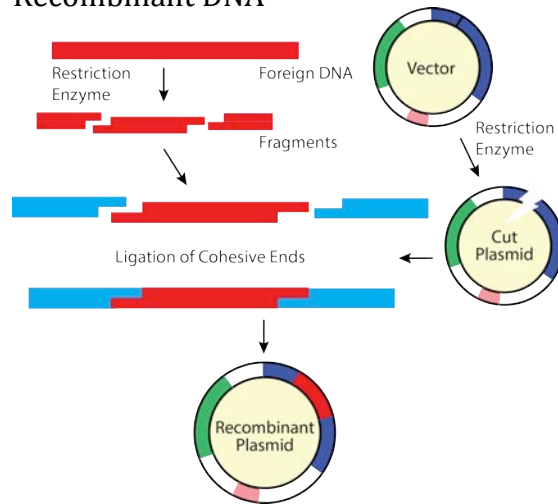 Recombinant DNA
Restriction
Enzyme
Foreign DNA
Vector
Fragments
Restriction
Enzyme
Cut
Plasmid
Ligation of Cohesive Ends
Recombinant
Plasmid